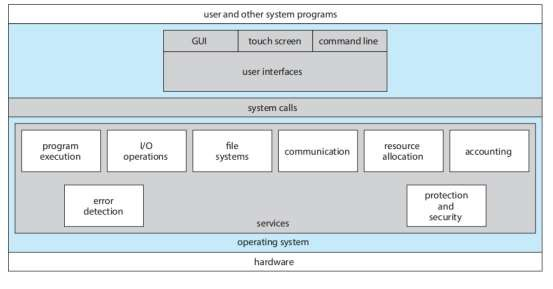 user and other system programs
GUI
touch screen
command line
user interfaces
system calls
program
execution
I/O
operations
file
systems
communication
resource
allocation
accounting
error
detection
protection
and
security
services
operating system
hardware